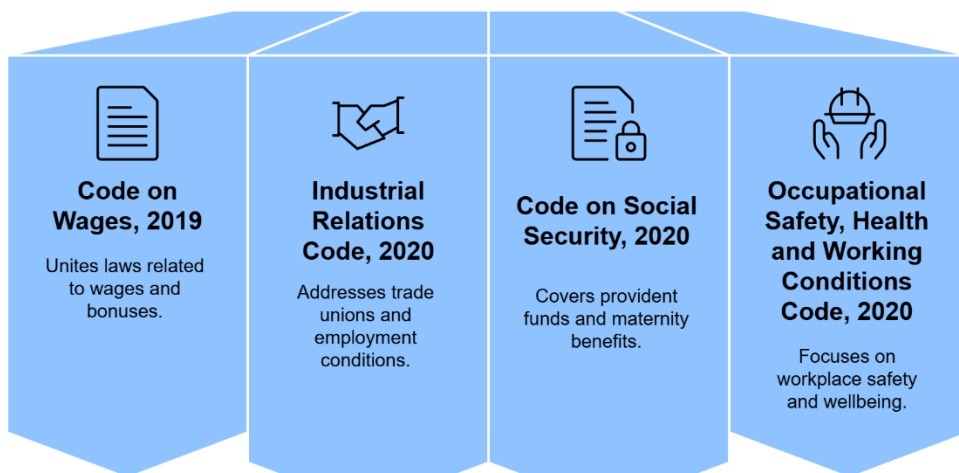 Code on
Wages, 2019
Unites laws related
to wages and
bonuses.
Industrial
Relations
Code, 2020
Addresses trade
unions and
employment
conditions.
Code on Social
Security, 2020
Covers provident
funds and maternity
benefits.
Occupational
Safety, Health
and Working
Conditions
Code, 2020
Focuses on
workplace safety
and wellbeing.